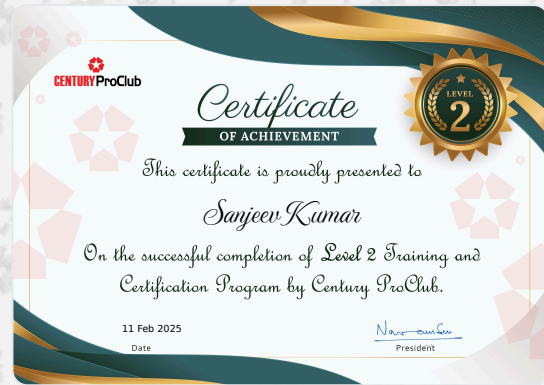 CENTURY ProClub
Certificate
OF ACHIEVEMENT
LEVEL
2
This certificate is proudly presented to
Sanjeev Kumar
On the successful completion of Level 2 Training and
Certification Program by Century ProClub.
11 Feb 2025
Date
President